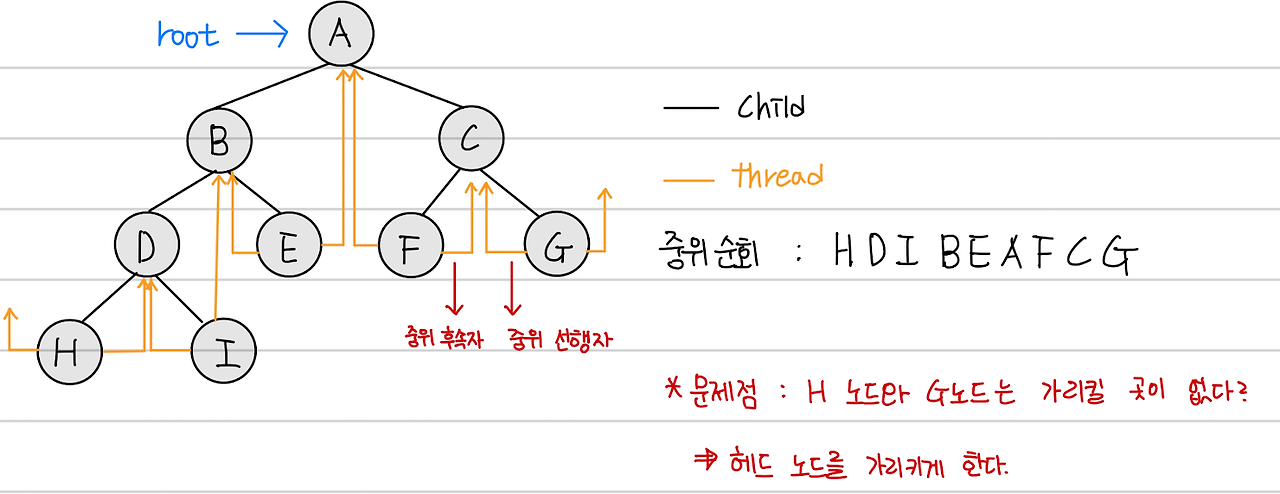 root → A
B
C
— child
— thread
D
E
F
G
중위순회 : H D I B E A F C G
H
I
중위 후속자
중위 선행자
* 문제점 : H 노드와 G노드는 가리킬 곳이 없다?
⇒ 헤드 노드를 가리키게 한다.